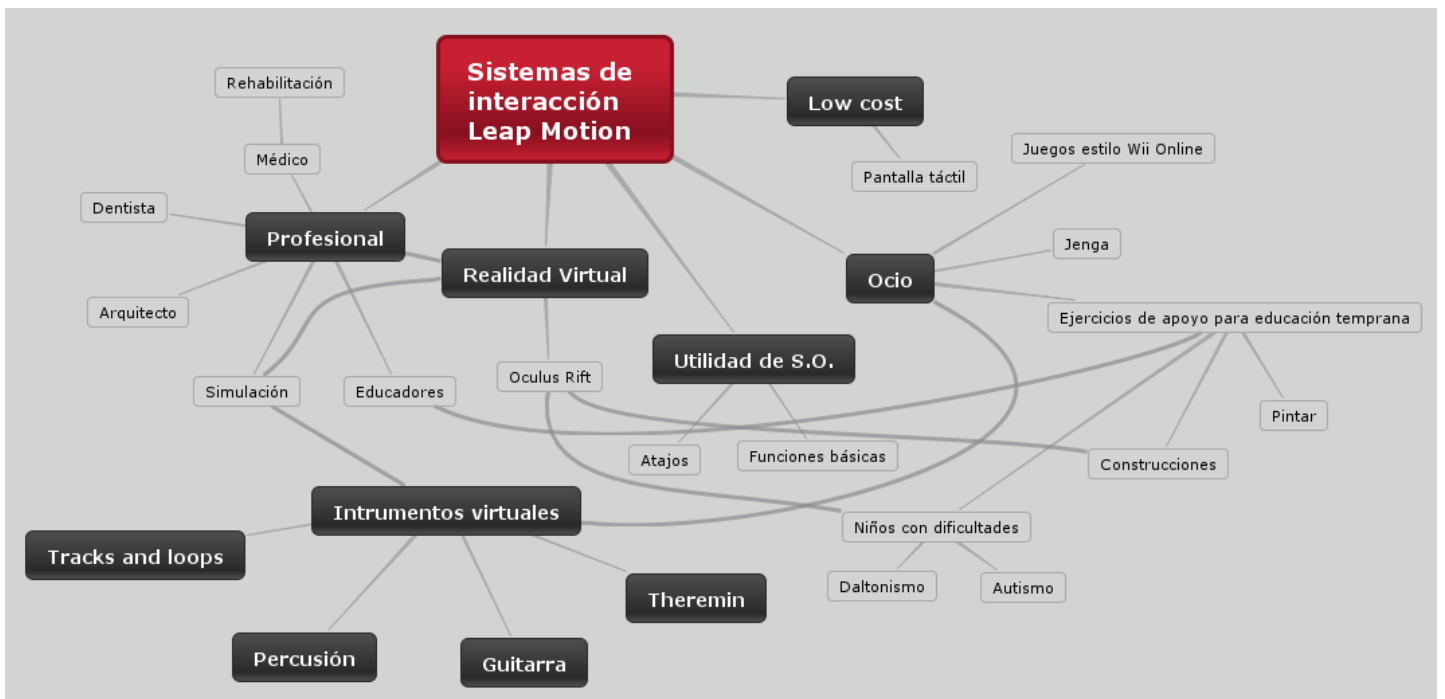 Sistemas de
interacción
Leap Motion
Low cost
Rehabilitación
Juegos estilo Wii Online
Médico
Pantalla táctil
Dentista
Profesional
Jenga
Realidad Virtual
Ocio
Arquitecto
Ejercicios de apoyo para educación temprana
Utilidad de S.O.
Oculus Rift
Simulación
Educadores
Pintar
Atajos
Funciones básicas
Construcciones
Intrumentos virtuales
Niños con dificultades
Tracks and loops
Daltonismo
Autismo
Theremin
Percusión
Guitarra